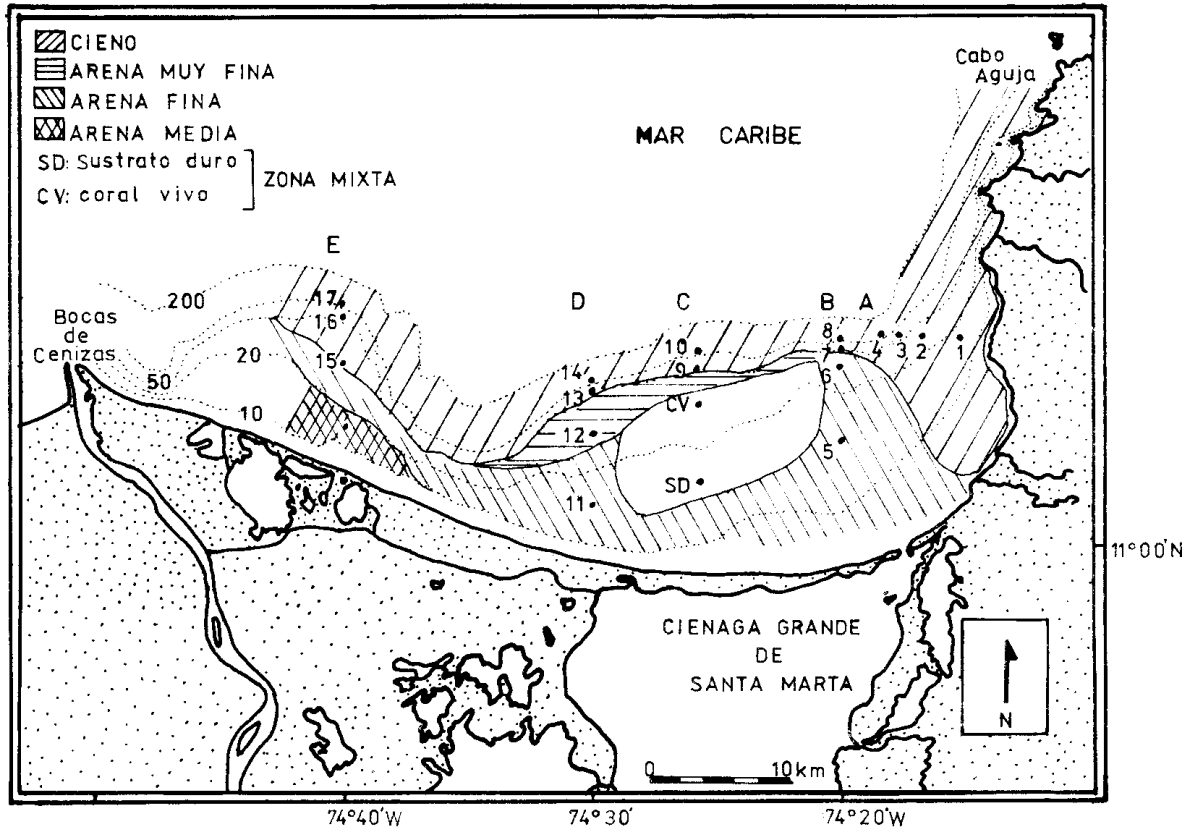 CIENO
ARENA MUY FINA
ARENA FINA
ARENA MEDIA
SD: Sustrato duro
CV: coral vivo
ZONA MIXTA
Cabo
Aguja
MAR CARIBE
E
D
C
B
A
200
Bocas
de
Cenizas
20
50
10
17
16
15
14
13
12
11
10
9
CV
SD
8
7
6
5
4
3
2
1
11°00'N
CIENAGA GRANDE
DE
SANTA MARTA
N
0
10 km
74°40'W
74°30'
74°20'W